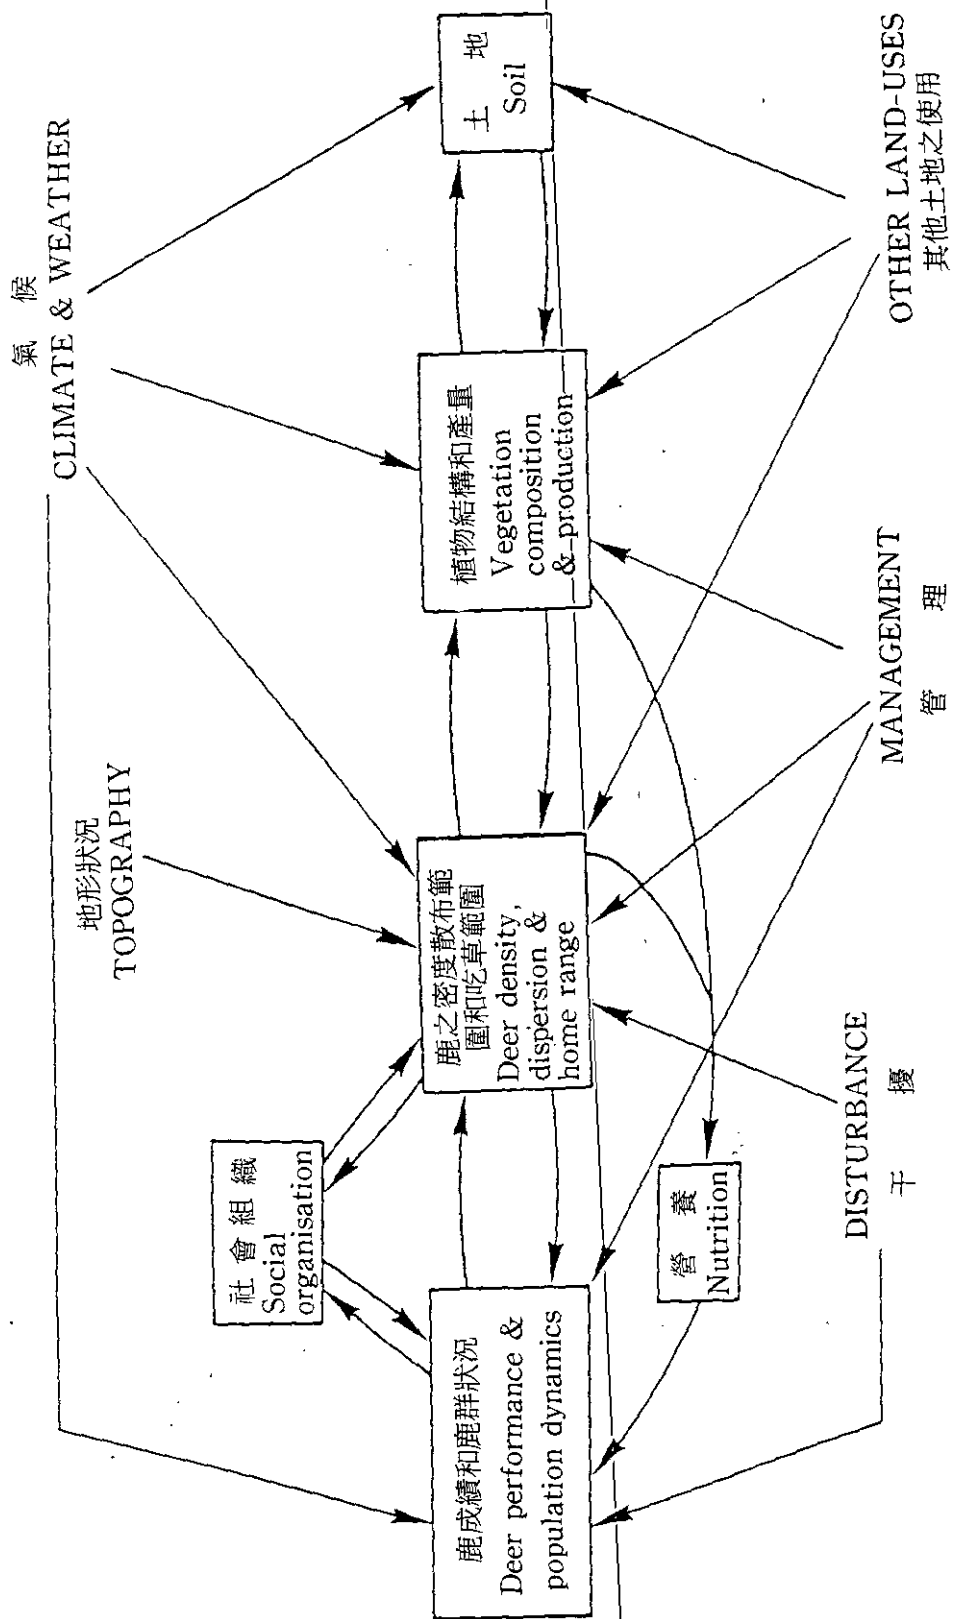 氣 候
CLIMATE & WEATHER
地形狀況
TOPOGRAPHY
社 會 組 織
Social
organisation
鹿成績和鹿群狀況
Deer performance &
population dynamics
鹿之密度散布範
圍和吃草範圍
Deer density,
dispersion &
home range
植物結構和產量
Vegetation
composition
& production
土 地
Soil
營 養
Nutrition
DISTURBANCE
干 擾
MANAGEMENT
管 理
OTHER LAND-USES
其他土地之使用